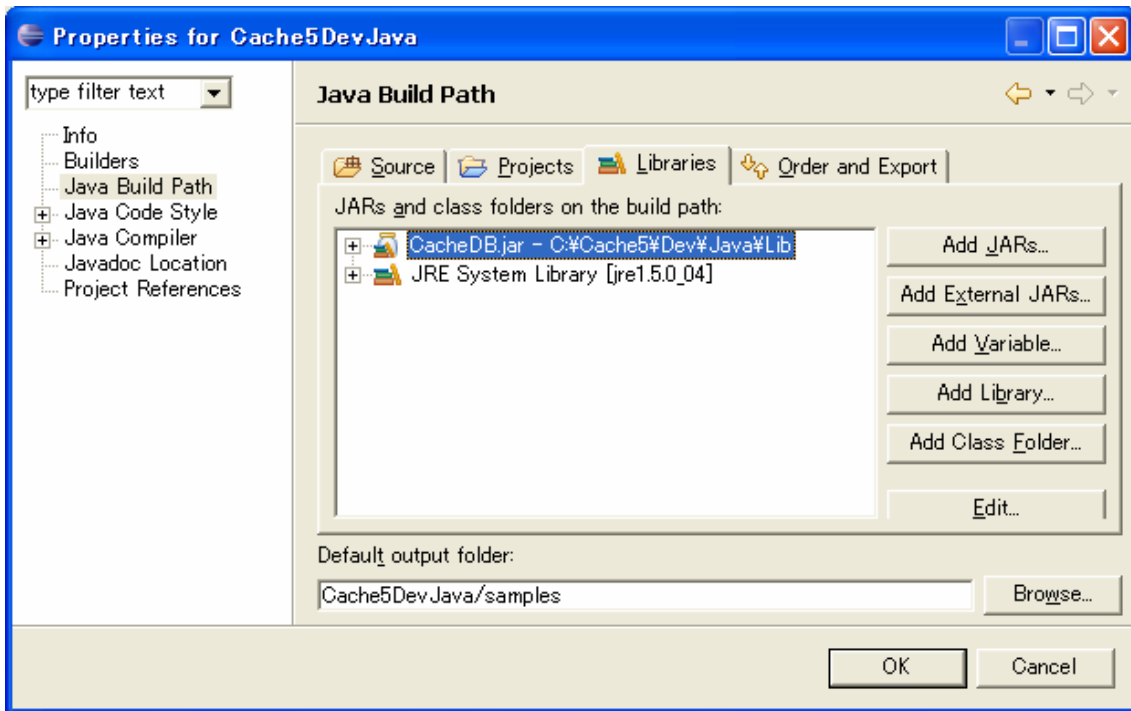 Properties for Cache5DevJava
type filter text
Info
Builders
Java Build Path
Java Code Style
Java Compiler
Javadoc Location
Project References
Java Build Path
Source
Projects
Libraries
Order and Export
JARs and class folders on the build path:
CacheDB.jar - C:¥Cache5¥Dev¥Java¥Lib
JRE System Library [jre1.5.0_04]
Add JARs...
Add External JARs...
Add Variable...
Add Library...
Add Class Folder...
Edit...
Default output folder:
Cache5DevJava/samples
Browse...
OK
Cancel